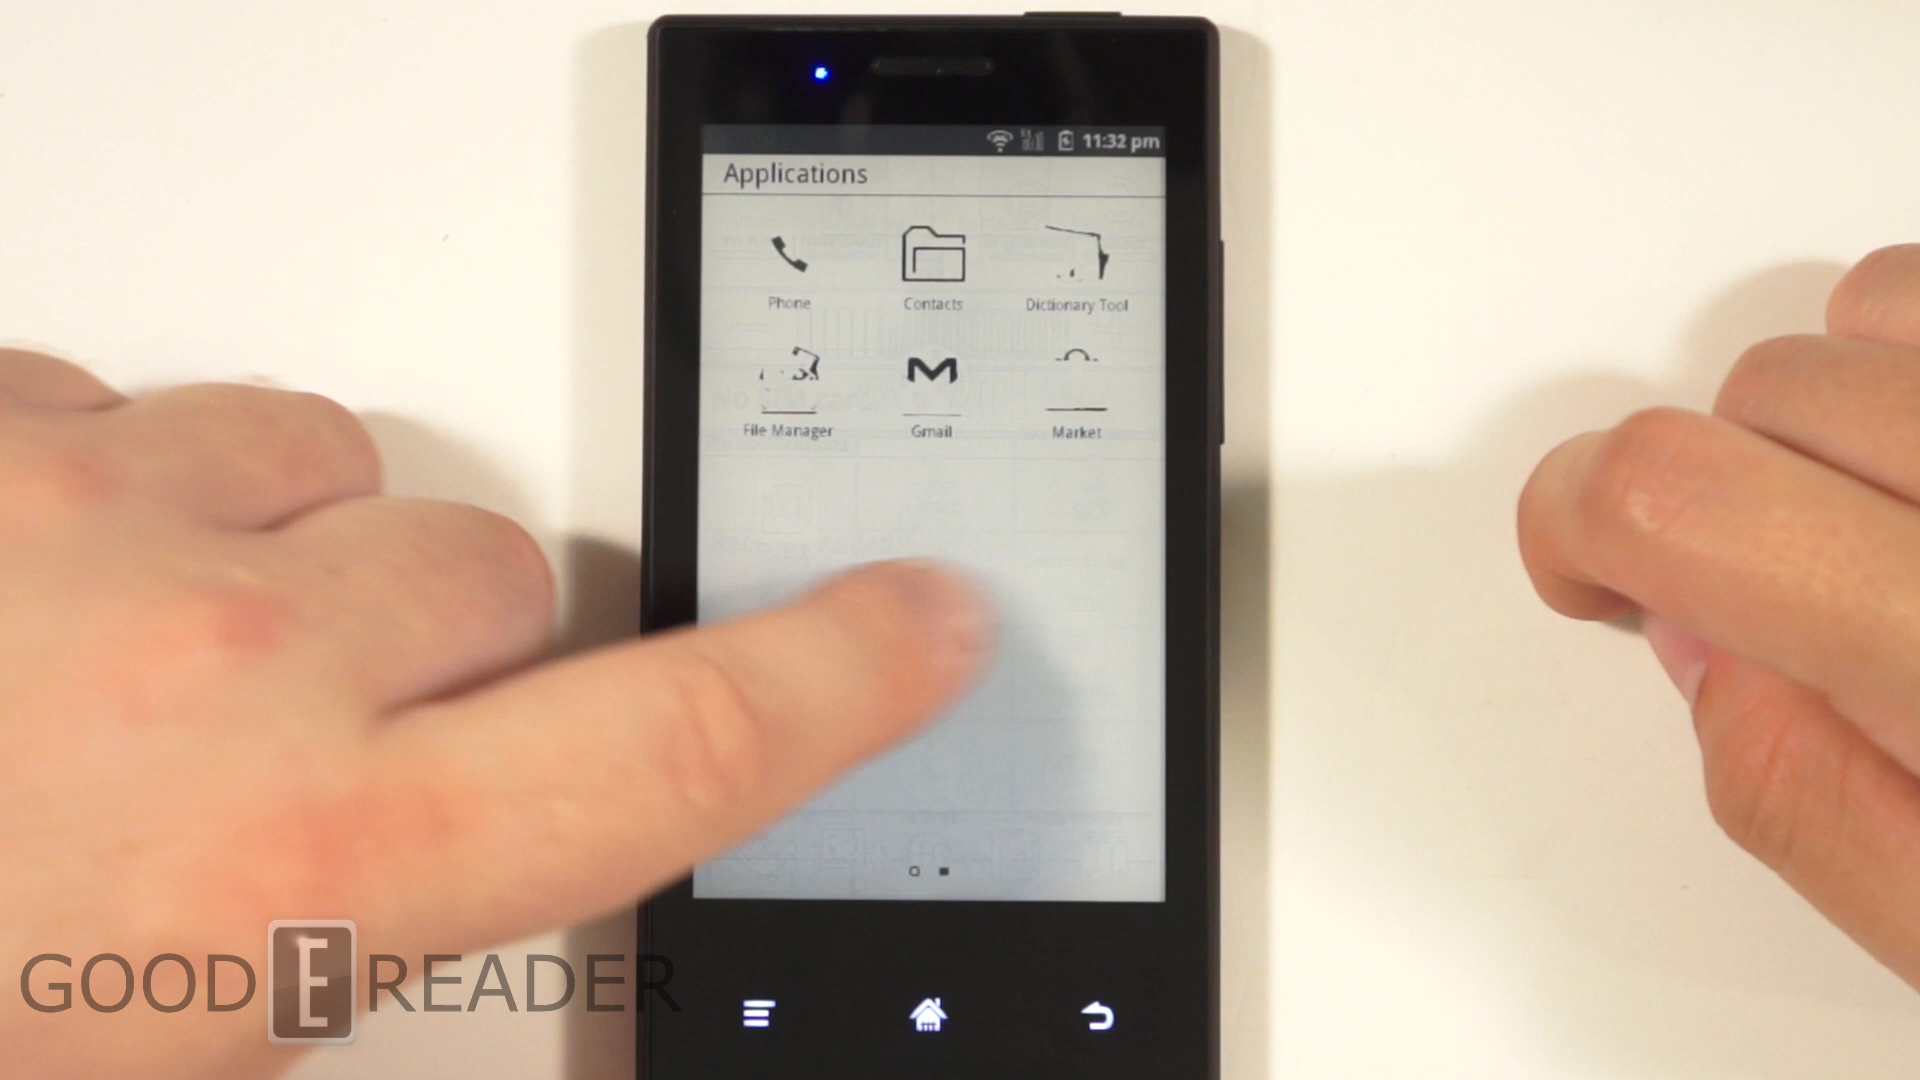 11:32 pm
Applications
Phone
Contacts
Dictionary Tool
File Manager
Gmail
Market
GOOD E READER